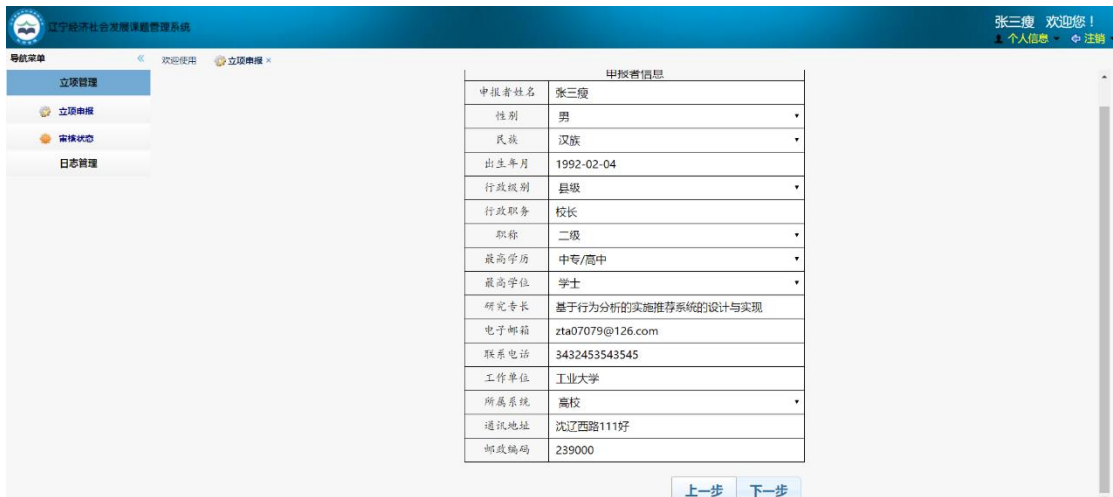 辽宁经济社会发展课题管理系统
张三瘦 欢迎您！
个人信息 注销
导航菜单 欢迎使用 立项申报 ×
立项管理
立项申报
审核状态
日志管理
申报者信息
申报者姓名 张三瘦
性别 男
民族 汉族
出生年月 1992-02-04
行政级别 县级
行政职务 校长
职称 二级
最高学历 中专/高中
最高学位 学士
研究专长 基于行为分析的实施推荐系统的设计与实现
电子邮箱 zta07079@126.com
联系电话 3432453543545
工作单位 工业大学
所属系统 高校
通讯地址 沈辽西路111好
邮政编码 239000
上一步 下一步